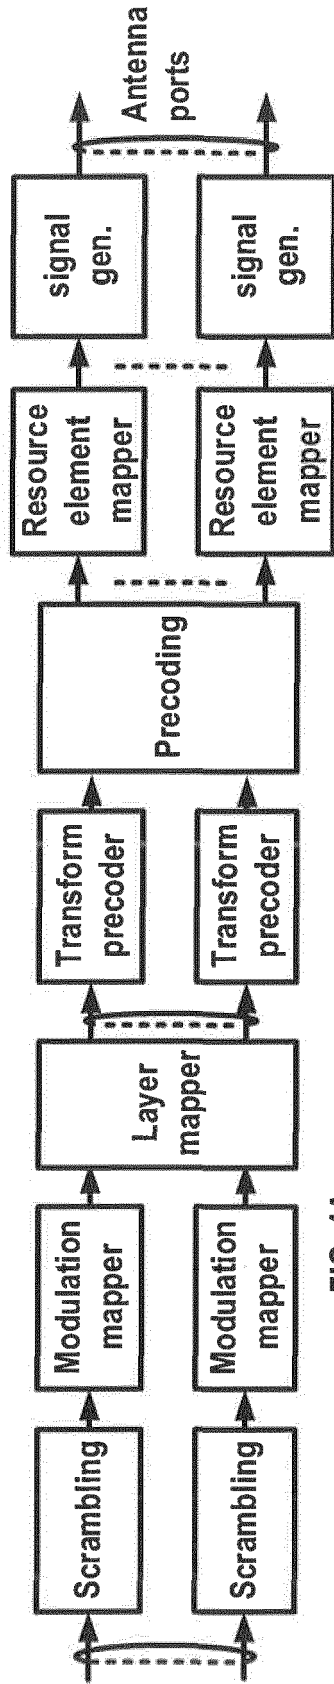 Scrambling
Scrambling
Modulation
mapper
Modulation
mapper
Layer
mapper
Transform
precoder
Transform
precoder
Precoding
Resource
element
mapper
Resource
element
mapper
signal
gen.
signal
gen.
Antenna
ports